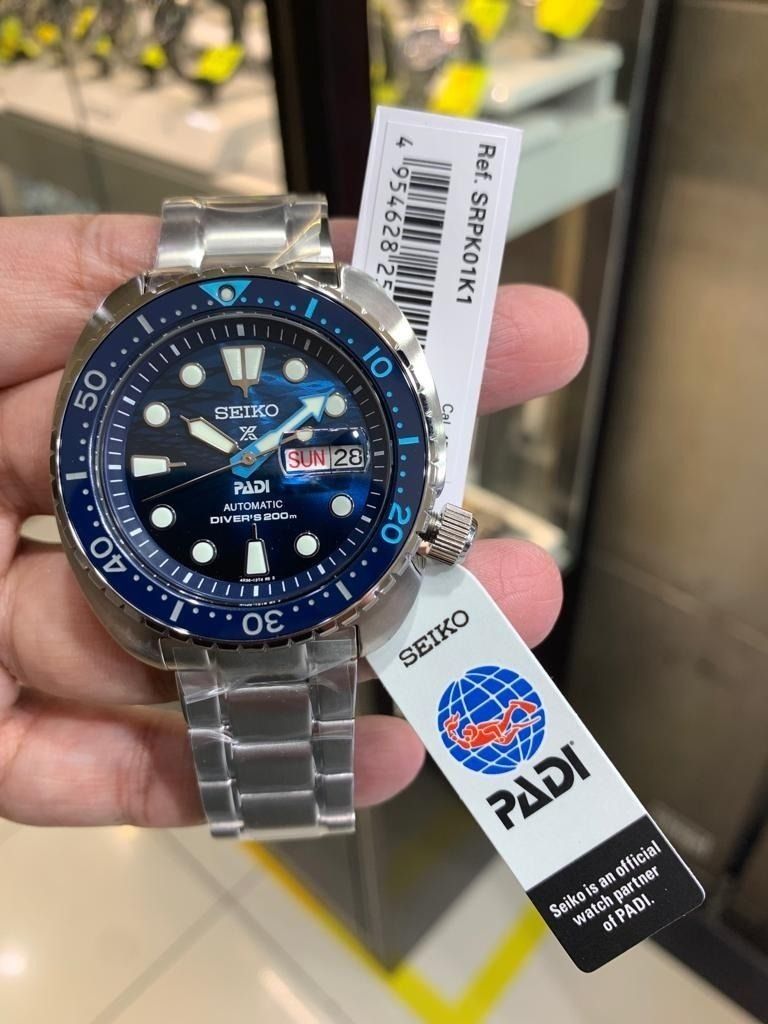 Ref. SRPK01K1
4 954628 25
Cal.
10
20
30
40
50
SEIKO
X
SUN 28
PADI
AUTOMATIC
DIVER'S 200m
SEIKO
PADI
Seiko is an official
watch partner
of PADI.